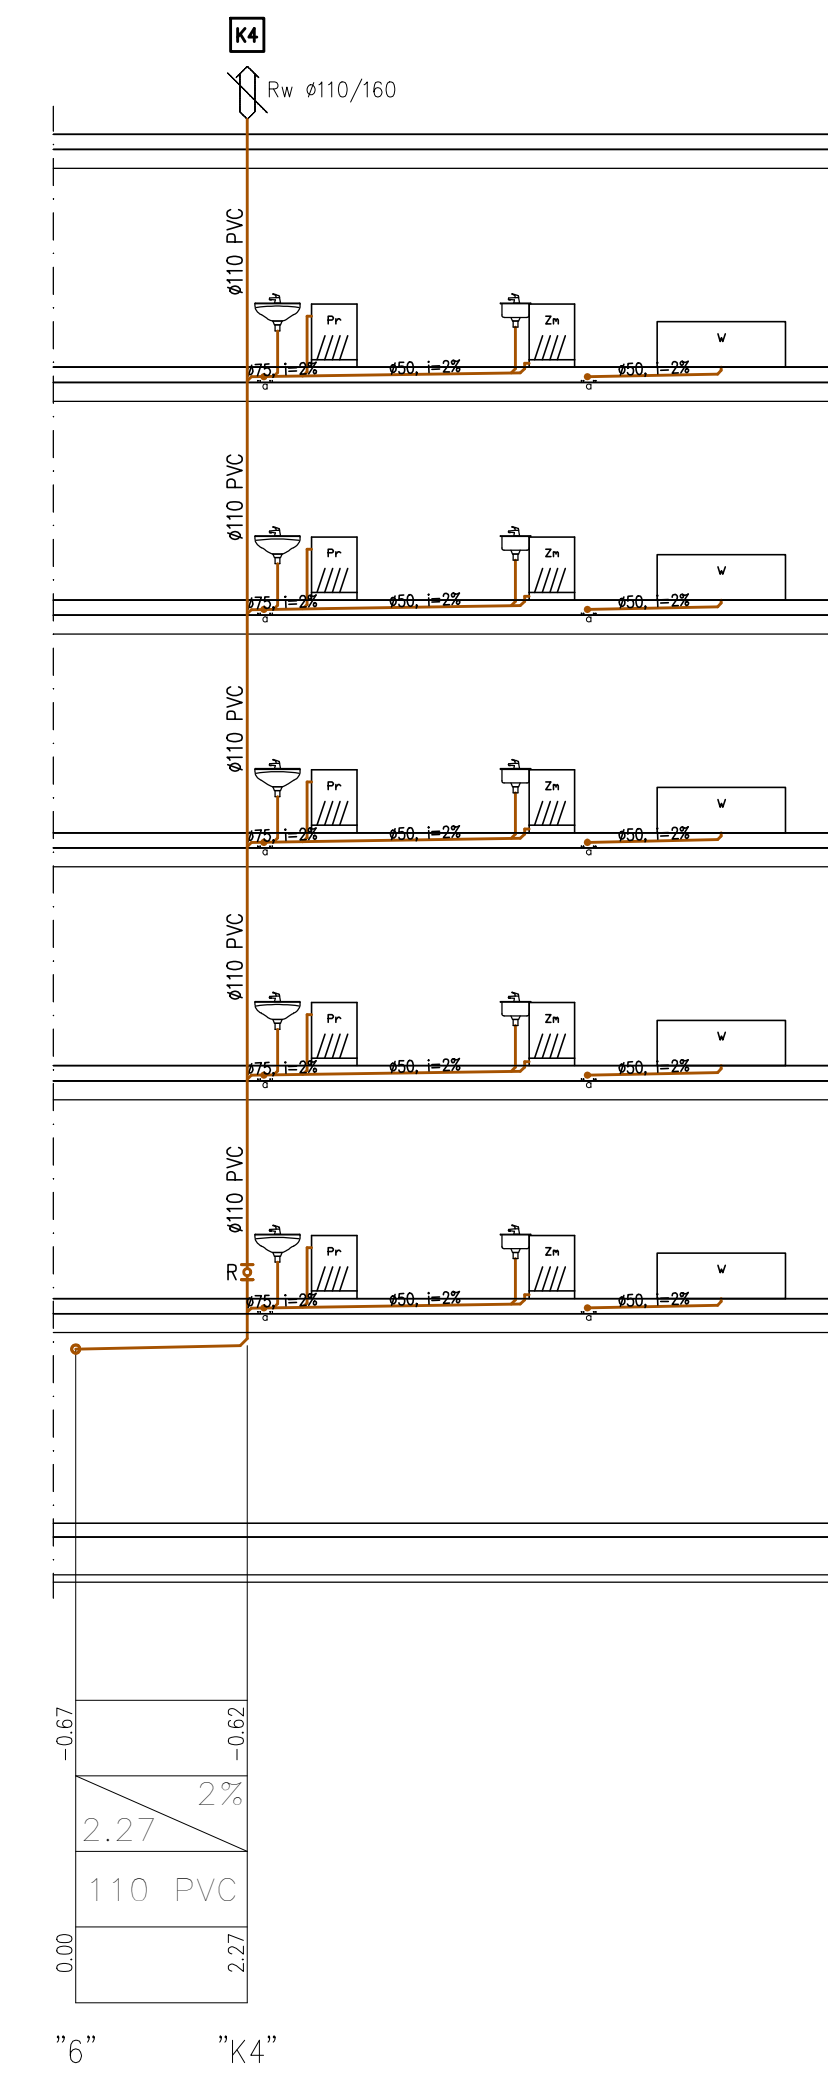 K4
Rw ø110/160
ø110 PVC
Pr Zm W
ø75, i=2% ø50, i=2% ø50, i=2%
"a" "a"
ø110 PVC
Pr Zm W
ø75, i=2% ø50, i=2% ø50, i=2%
"a" "a"
ø110 PVC
Pr Zm W
ø75, i=2% ø50, i=2% ø50, i=2%
"a" "a"
ø110 PVC
Pr Zm W
ø75, i=2% ø50, i=2% ø50, i=2%
"a" "a"
ø110 PVC
R
Pr Zm W
ø75, i=2% ø50, i=2% ø50, i=2%
"a" "a"
-0.67 -0.62
2%
2.27
110 PVC
0.00 2.27
"6" "K4"